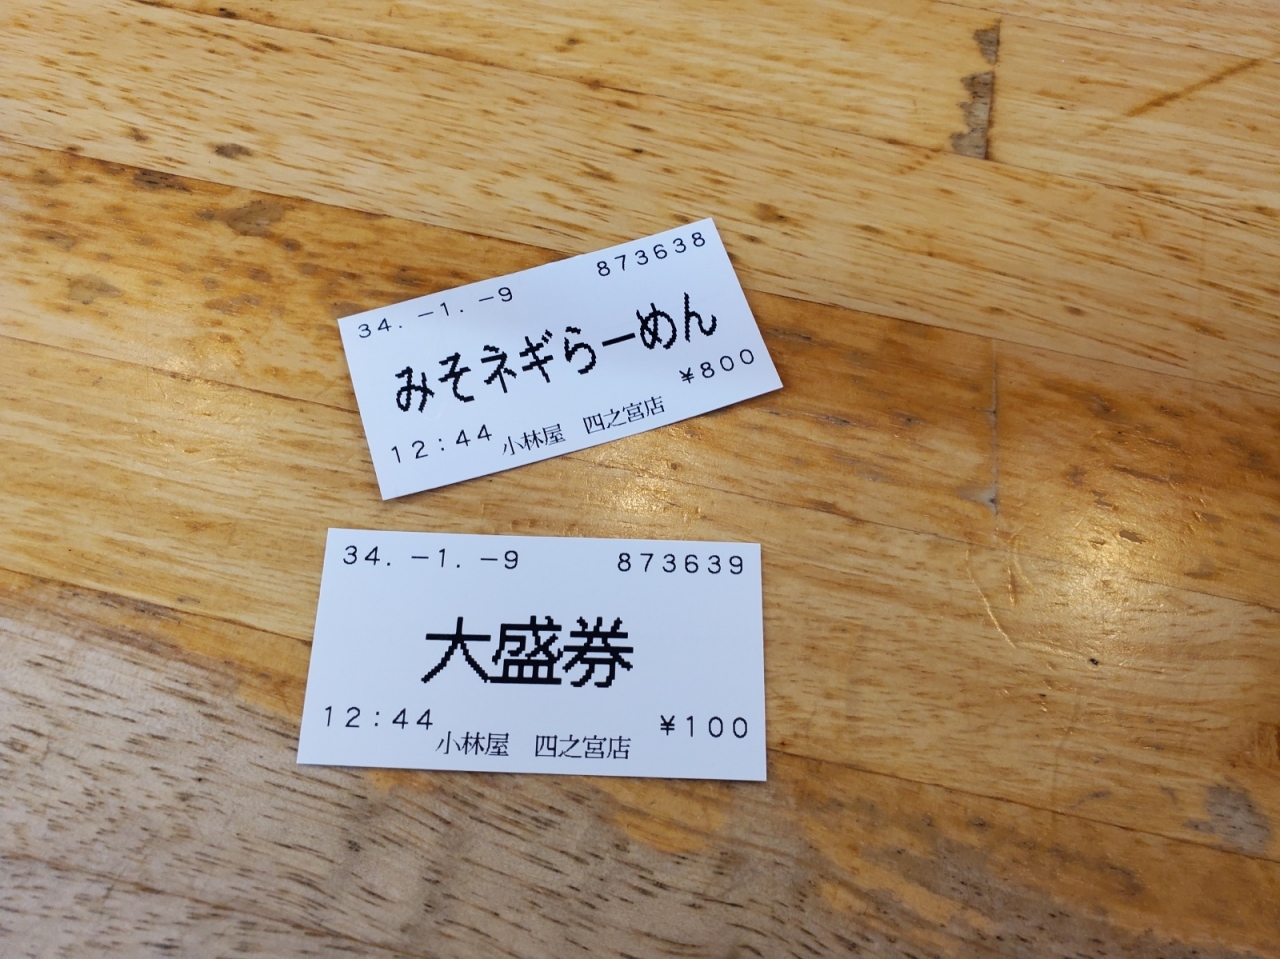 34. －1. －9 873638
みそネギらーめん
¥800
12:44 小林屋 四之宮店
34. －1. －9 873639
大盛券
12:44 ¥100
小林屋 四之宮店